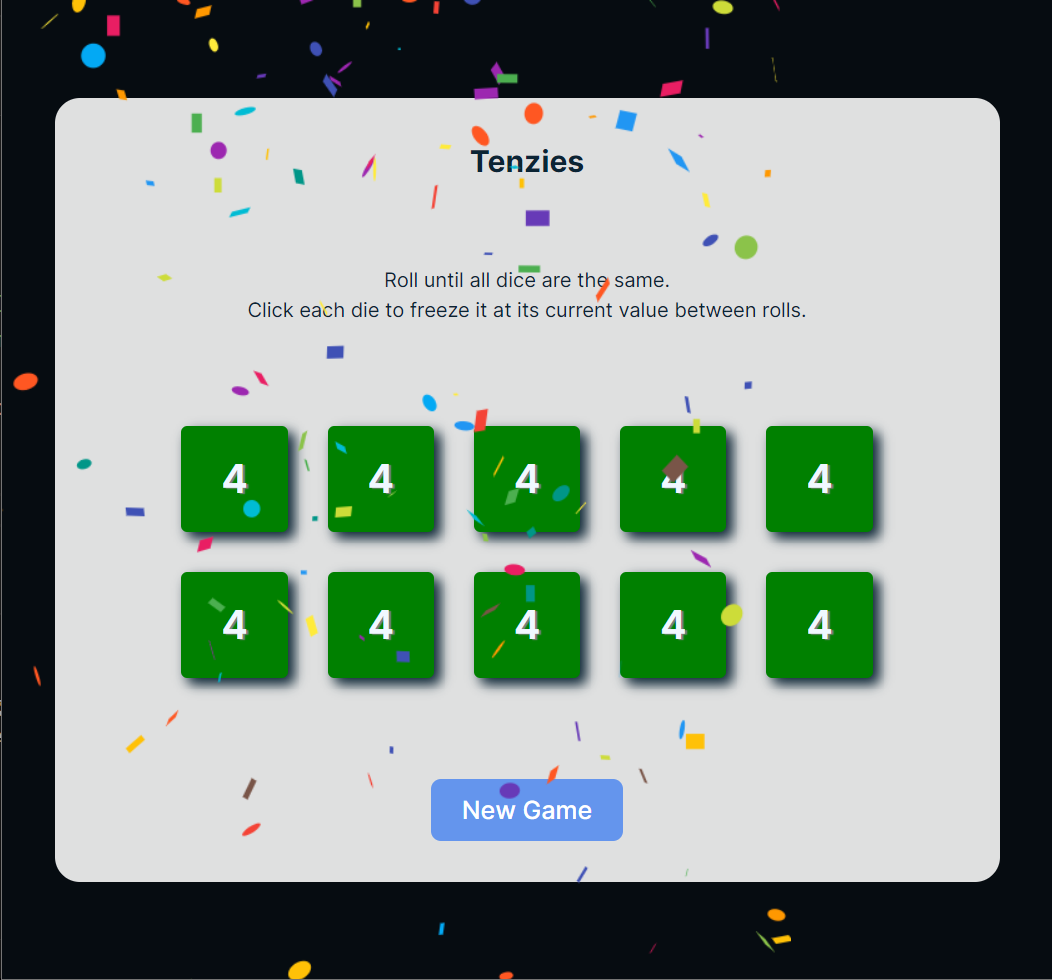 Tenzies
Roll until all dice are the same.
Click each die to freeze it at its current value between rolls.
4 4 4 4 4
4 4 4 4 4
New Game